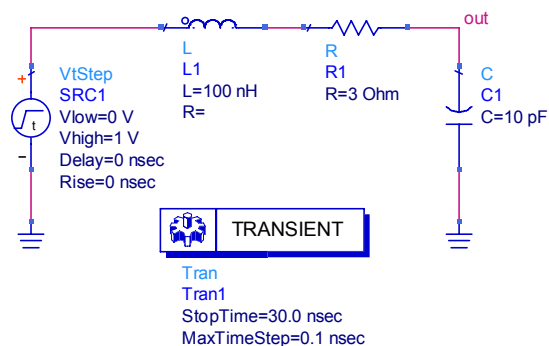 out
VtStep
SRC1
Vlow=0 V
Vhigh=1 V
Delay=0 nsec
Rise=0 nsec
+
t
−
L
L1
L=100 nH
R=
R
R1
R=3 Ohm
C
C1
C=10 pF
TRANSIENT
Tran
Tran1
StopTime=30.0 nsec
MaxTimeStep=0.1 nsec